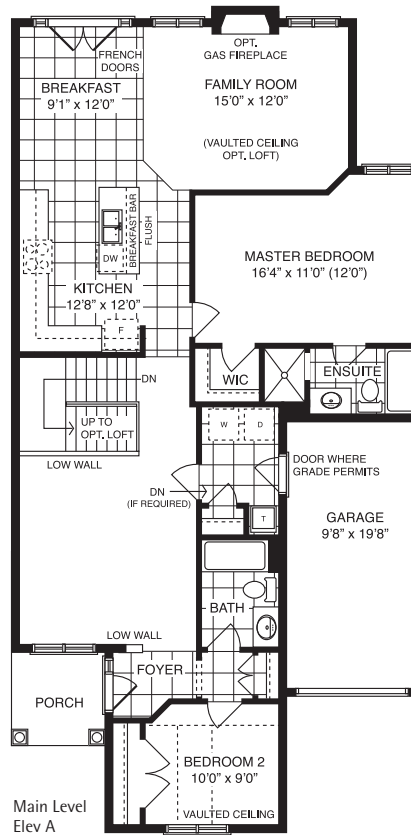 OPT.
GAS FIREPLACE
FRENCH
DOORS
BREAKFAST
9'1" x 12'0"
FAMILY ROOM
15'0" x 12'0"
(VAULTED CEILING
OPT. LOFT)
BREAKFAST BAR
FLUSH
DW
MASTER BEDROOM
16'4" x 11'0" (12'0")
KITCHEN
12'8" x 12'0"
F
WIC
ENSUITE
DN
UP TO
OPT. LOFT
LOW WALL
W
D
DOOR WHERE
GRADE PERMITS
DN
(IF REQUIRED)
T
GARAGE
9'8" x 19'8"
BATH
LOW WALL
FOYER
PORCH
BEDROOM 2
10'0" x 9'0"
VAULTED CEILING
Main Level
Elev A